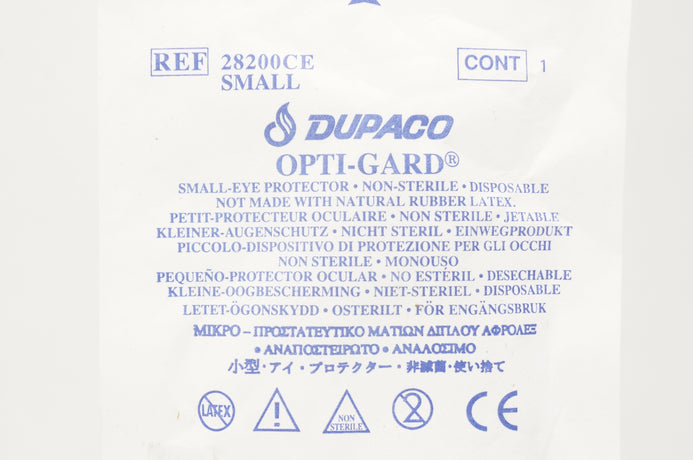 REF 28200CE CONT 1
SMALL
DUPACO
OPTI-GARD®
SMALL-EYE PROTECTOR • NON-STERILE • DISPOSABLE
NOT MADE WITH NATURAL RUBBER LATEX.
PETIT-PROTECTEUR OCULAIRE • NON STERILE • JETABLE
KLEINER-AUGENSCHUTZ • NICHT STERIL • EINWEGPRODUKT
PICCOLO-DISPOSITIVO DI PROTEZIONE PER GLI OCCHI
NON STERILE • MONOUSO
PEQUEÑO-PROTECTOR OCULAR • NO ESTÉRIL • DESECHABLE
KLEINE-OOGBESCHERMING • NIET-STERIEL • DISPOSABLE
LETET-ÖGONSKYDD • OSTERILT • FÖR ENGÅNGSBRUK
ΜΙΚΡΟ – ΠΡΟΣΤΑΤΕΥΤΙΚΟ ΜΑΤΙΩΝ ΔΙΠΛΟΥ ΑΦΡΟΛΕΞ
• ΑΝΑΠΟΣΤΕΙΡΩΤΟ • ΑΝΑΛΟΣΙΜΟ
小型・アイ・プロテクター・非滅菌・使い捨て
LATEX ! NON STERILE 2 CE